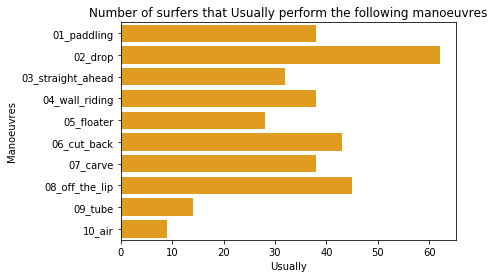 Number of surfers that Usually perform the following manoeuvres
Manoeuvres
01_paddling
02_drop
03_straight_ahead
04_wall_riding
05_floater
06_cut_back
07_carve
08_off_the_lip
09_tube
10_air
0 10 20 30 40 50 60
Usually